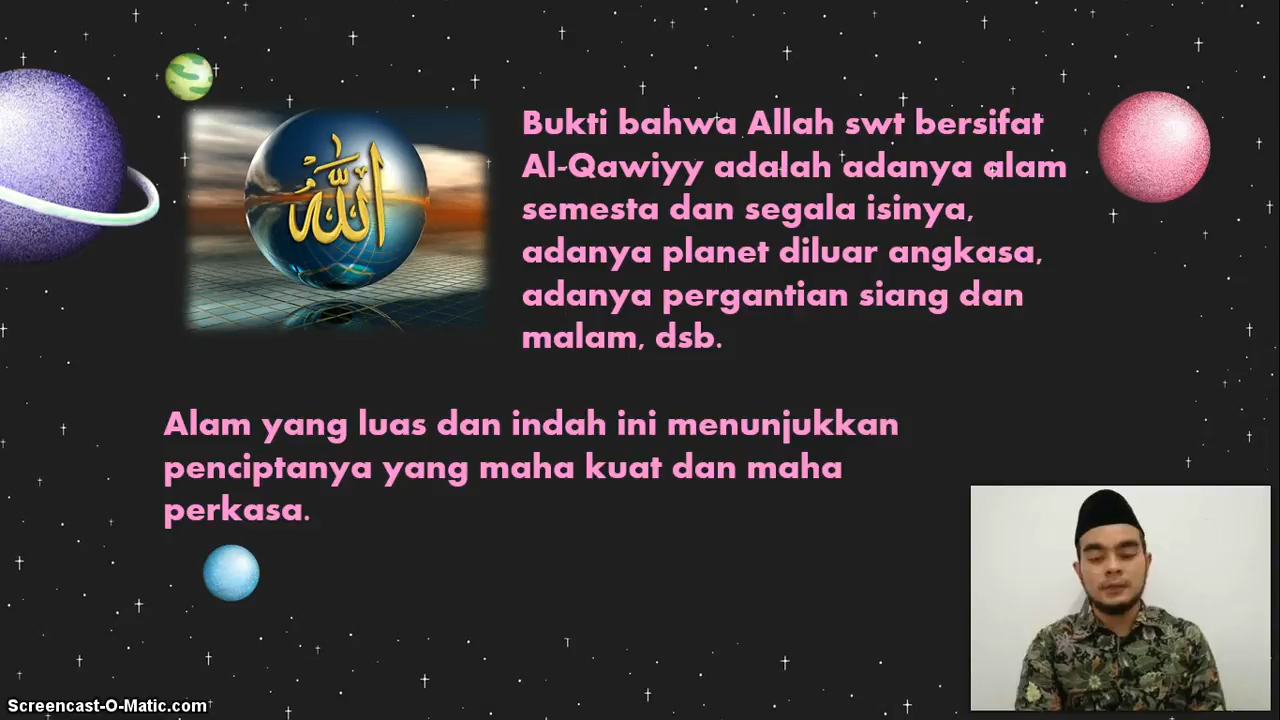 الله
Bukti bahwa Allah swt bersifat
Al-Qawiyy adalah adanya alam
semesta dan segala isinya,
adanya planet diluar angkasa,
adanya pergantian siang dan
malam, dsb.
Alam yang luas dan indah ini menunjukkan
penciptanya yang maha kuat dan maha
perkasa.
Screencast-O-Matic.com